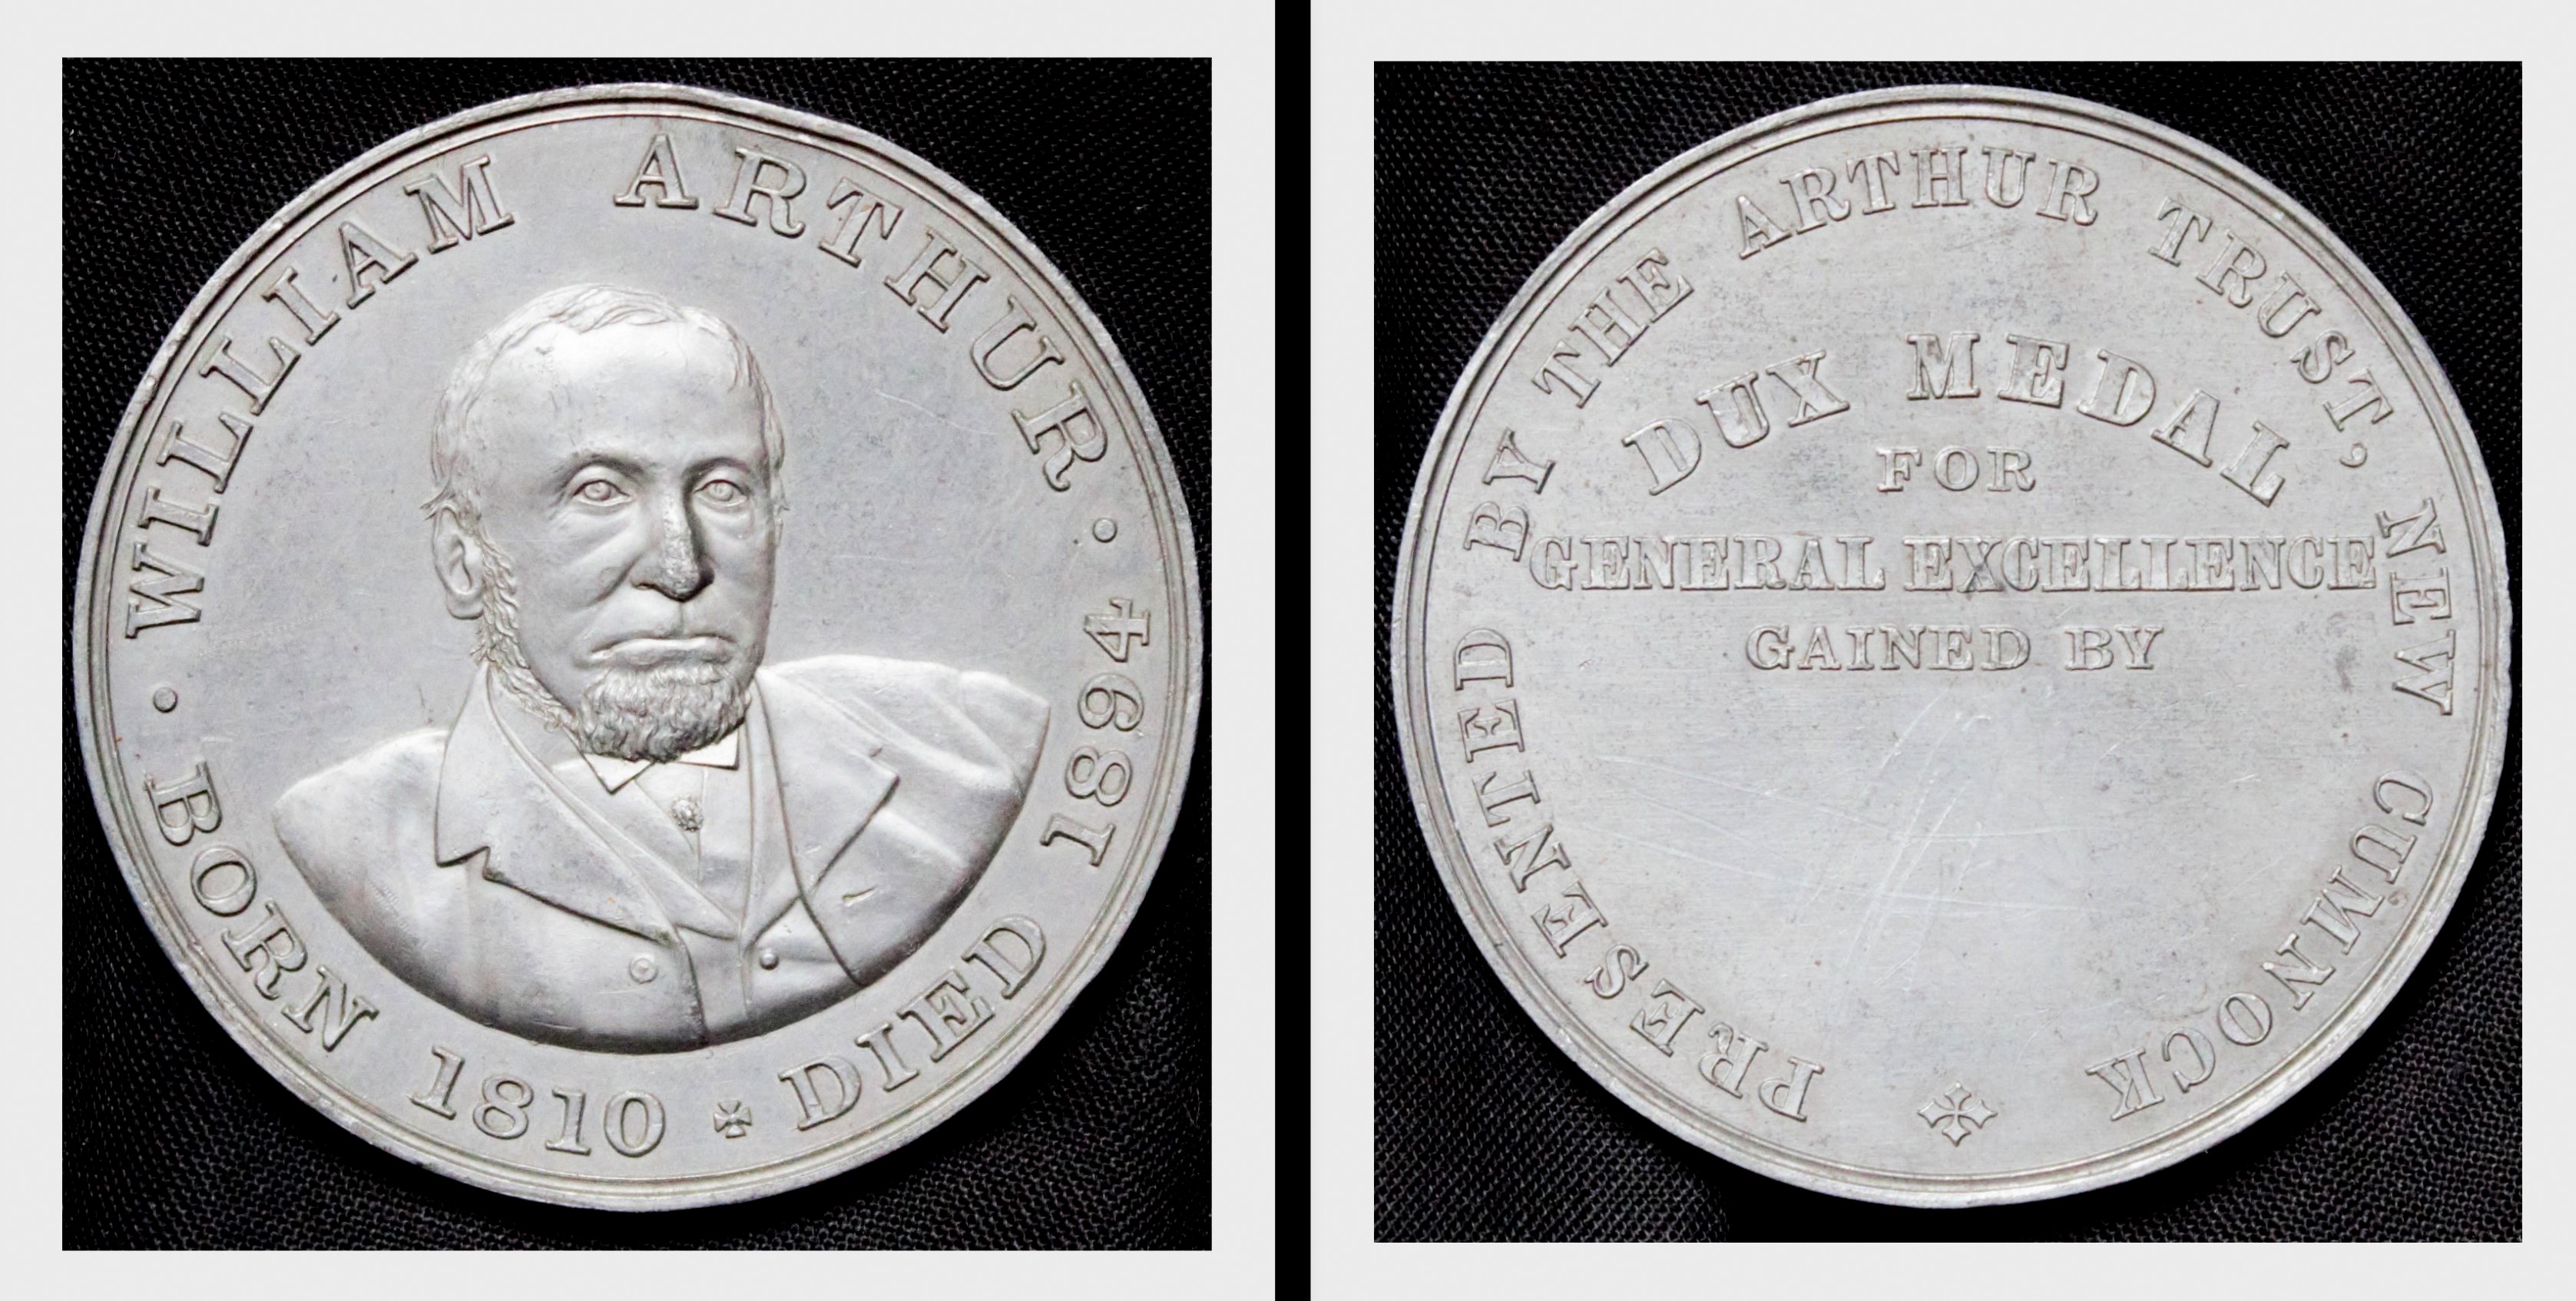 · WILLIAM ARTHUR ·
BORN 1810 ✠ DIED 1894
PRESENTED BY THE ARTHUR TRUST, NEW CUMNOCK
DUX MEDAL
FOR
GENERAL EXCELLENCE
GAINED BY